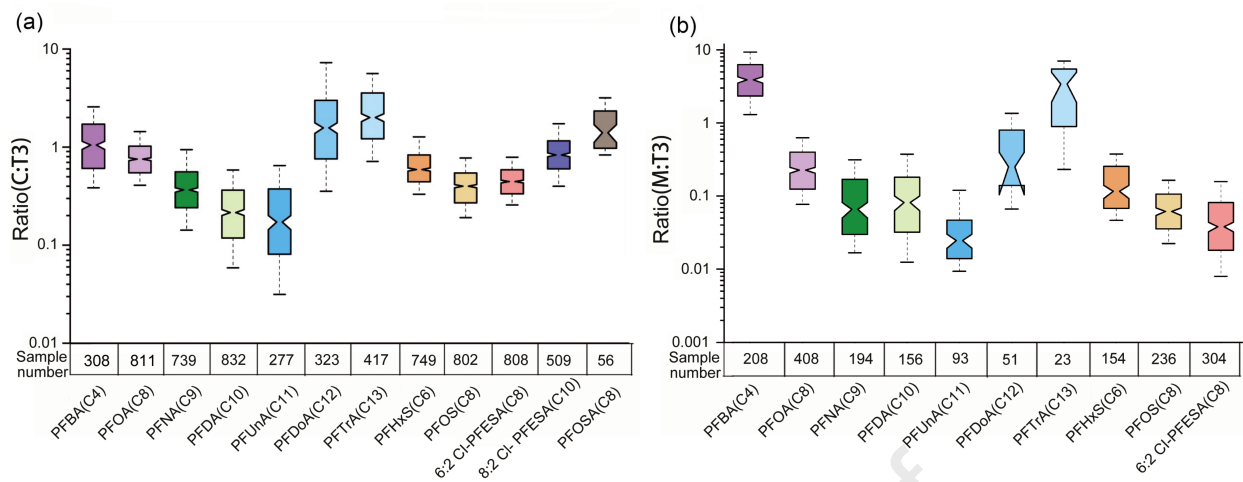 (a)
Ratio(C:T3)
10
1
0.1
0.01
Sample number 308 811 739 832 277 323 417 749 802 808 509 56
PFBA(C4) PFOA(C8) PFNA(C9) PFDA(C10) PFUnA(C11) PFDoA(C12) PFTrA(C13) PFHxS(C6) PFOS(C8) 6:2 Cl-PFESA(C8) 8:2 Cl- PFESA(C10) PFOSA(C8)
(b)
Ratio(M:T3)
10
1
0.1
0.01
0.001
Sample number 208 408 194 156 93 51 23 154 236 304
PFBA(C4) PFOA(C8) PFNA(C9) PFDA(C10) PFUnA(C11) PFDoA(C12) PFTrA(C13) PFHxS(C6) PFOS(C8) 6:2 Cl-PFESA(C8)